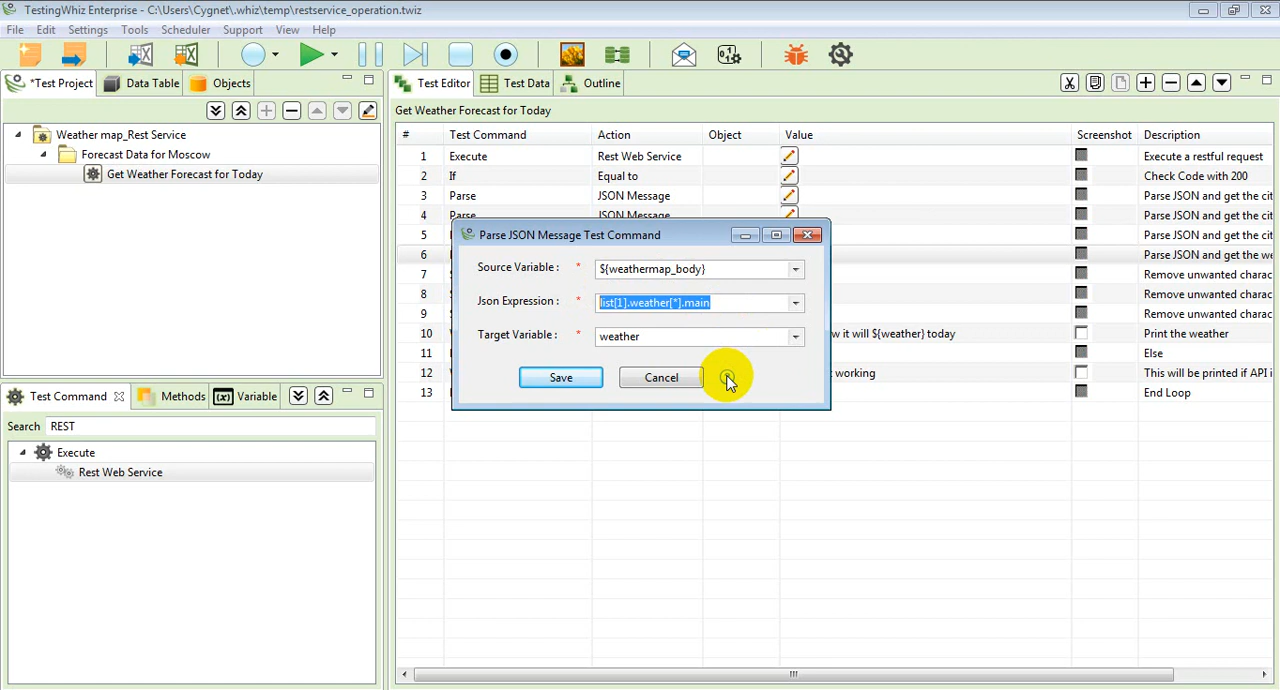 TestingWhiz Enterprise - C:\Users\Cygnet\.whiz\temp\restservice_operation.twiz
File Edit Settings Tools Scheduler Support View Help
*Test Project Data Table Objects
Test Editor Test Data Outline
Get Weather Forecast for Today
# Test Command Action Object Value Screenshot Description
Weather map_Rest Service
Forecast Data for Moscow
Get Weather Forecast for Today
1 Execute Rest Web Service Execute a restful request
2 If Equal to Check Code with 200
3 Parse JSON Message Parse JSON and get the cit
4 Parse JSON Message Parse JSON and get the cit
5 Parse JSON and get the co
6 Parse JSON and get the we
7 Remove unwanted charac
8 Remove unwanted charac
9 Remove unwanted charac
10 w it will ${weather} today Print the weather
11 Else
12 working This will be printed if API i
13 End Loop
Parse JSON Message Test Command
Source Variable : * ${weathermap_body}
Json Expression : * list[1].weather[*].main
Target Variable : * weather
Save Cancel
Test Command Methods (x) Variable
Search REST
Execute
Rest Web Service